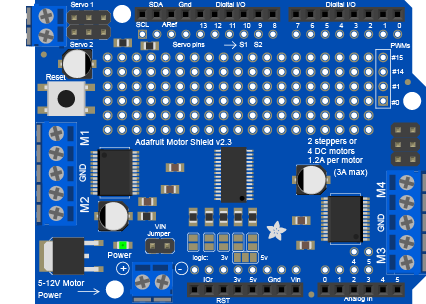 Servo 1
SDA Gnd Digital I/O Digital I/O
SCL ARef 13 12 11 10 9 8 7 6 5 4 3 2 1 0
Servo 2 Servo pins S1 S2 PWMs
#15
Reset
#14
#1
#0
M1
Adafruit Motor Shield v2.3
2 steppers or
4 DC motors
1.2A per motor
(3A max)
GND
M2
M4
GND
M3
VIN
Jumper
Power
logic: 3v 5v
5-12V Motor
Power
+ -
IOr 3v 5v Gnd Vin
RST
4 5
0 1 2 3 4 5
Analog In